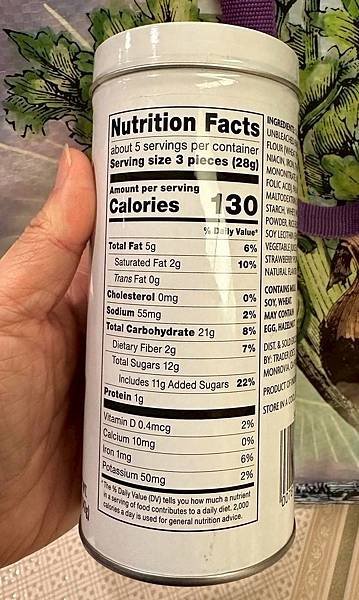 Nutrition Facts
about 5 servings per container
Serving size 3 pieces (28g)
Amount per serving
Calories 130
% Daily Value*
Total Fat 5g 6%
Saturated Fat 2g 10%
Trans Fat 0g
Cholesterol 0mg 0%
Sodium 55mg 2%
Total Carbohydrate 21g 8%
Dietary Fiber 2g 7%
Total Sugars 12g
Includes 11g Added Sugars 22%
Protein 1g
Vitamin D 0.4mcg 2%
Calcium 10mg 0%
Iron 1mg 6%
Potassium 50mg 2%
*The % Daily Value (DV) tells you how much a nutrient
in a serving of food contributes to a daily diet. 2,000
calories a day is used for general nutrition advice.
INGREDIENTS:
UNBLEACHED
FLOUR
NIACIN, IRON,
MONONITRATE
FOLIC ACID
STARCH,
POWDER,
SOY LECITHIN
VEGETABLE
STRAWBERRY
NATURAL
CONTAINS
SOY, WHEAT
MAY CONTAIN
EGG,
DIST. & SOLD
BY: TRADER
MONROVIA,
PRODUCT OF
STORE IN A